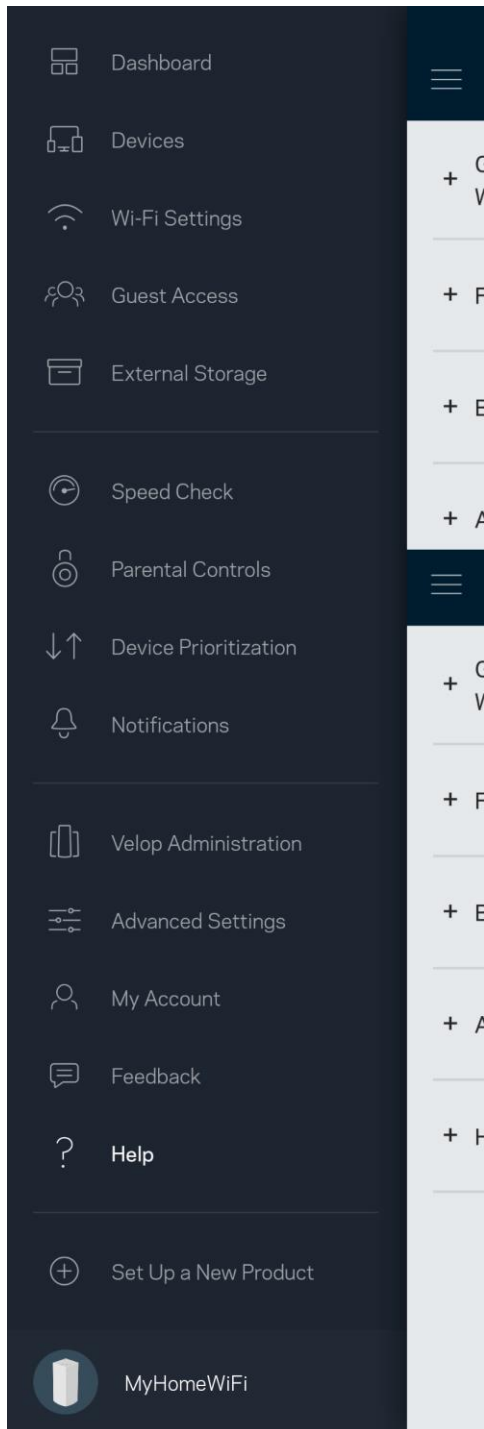 Dashboard
Devices
Wi-Fi Settings
Guest Access
External Storage
Speed Check
Parental Controls
Device Prioritization
Notifications
Velop Administration
Advanced Settings
My Account
Feedback
Help
Set Up a New Product
MyHomeWiFi